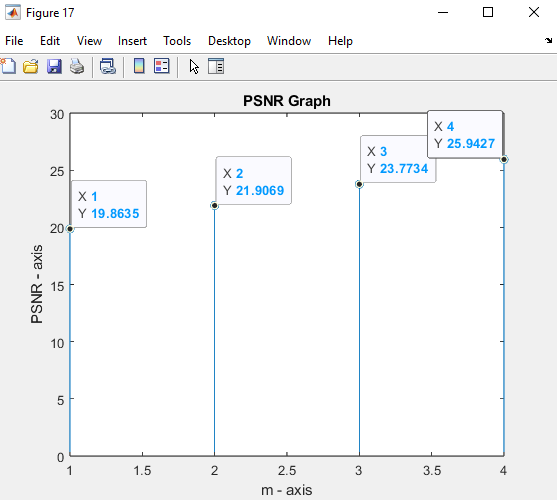 Figure 17
File Edit View Insert Tools Desktop Window Help
PSNR Graph
30
25
20
15
10
5
0
PSNR - axis
X 1
Y 19.8635
X 2
Y 21.9069
X 3
Y 23.7734
X 4
Y 25.9427
1 1.5 2 2.5 3 3.5 4
m - axis